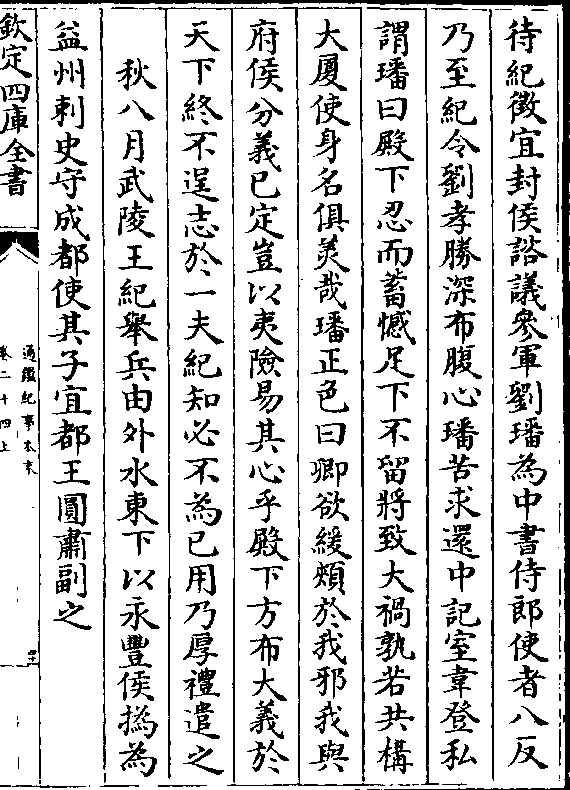 待紀徵宜封侯諮議參軍劉璠為中書侍郎使者八反
乃至紀令劉孝勝深布腹心璠苦求還中記室韋登私
謂璠曰殿下忍而蓄憾足下不留將致大禍孰若共構
大厦使身名俱羙哉璠正色曰卿欲緩頰於我邪我與
府侯分義已定豈以夷險易其心乎殿下方布大義於
天下終不逞志於一夫紀知必不為已用乃厚禮遣之
秋八月武陵王紀舉兵由外水東下以永豐侯撝為
益州刺史守成都使其子宜都王圓肅副之
欽定四庫全書
通鑑紀事本末
卷二十四上